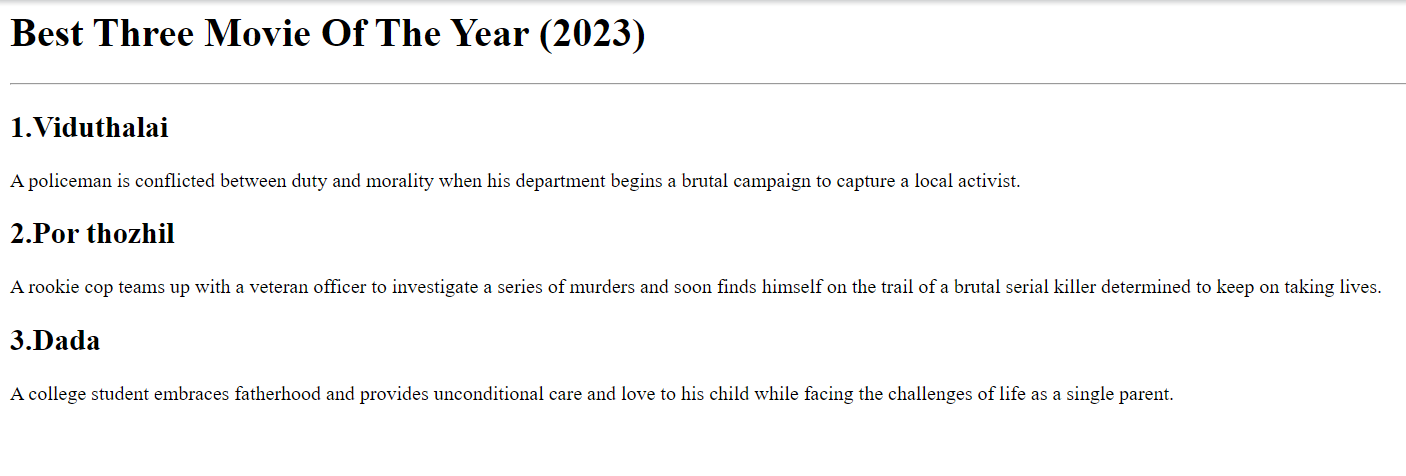 Best Three Movie Of The Year (2023)
1.Viduthalai
A policeman is conflicted between duty and morality when his department begins a brutal campaign to capture a local activist.
2.Por thozhil
A rookie cop teams up with a veteran officer to investigate a series of murders and soon finds himself on the trail of a brutal serial killer determined to keep on taking lives.
3.Dada
A college student embraces fatherhood and provides unconditional care and love to his child while facing the challenges of life as a single parent.